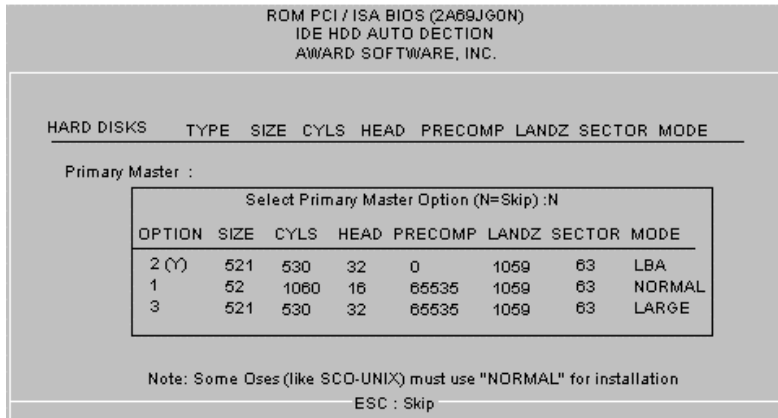 ROM PCI / ISA BIOS (2A69JG0N)
IDE HDD AUTO DECTION
AWARD SOFTWARE, INC.
HARD DISKS TYPE SIZE CYLS HEAD PRECOMP LANDZ SECTOR MODE
Primary Master :
Select Primary Master Option (N=Skip) :N
OPTION SIZE CYLS HEAD PRECOMP LANDZ SECTOR MODE
2 (Y) 521 530 32 0 1059 63 LBA
1 52 1060 16 65535 1059 63 NORMAL
3 521 530 32 65535 1059 63 LARGE
Note: Some Oses (like SCO-UNIX) must use "NORMAL" for installation
ESC : Skip